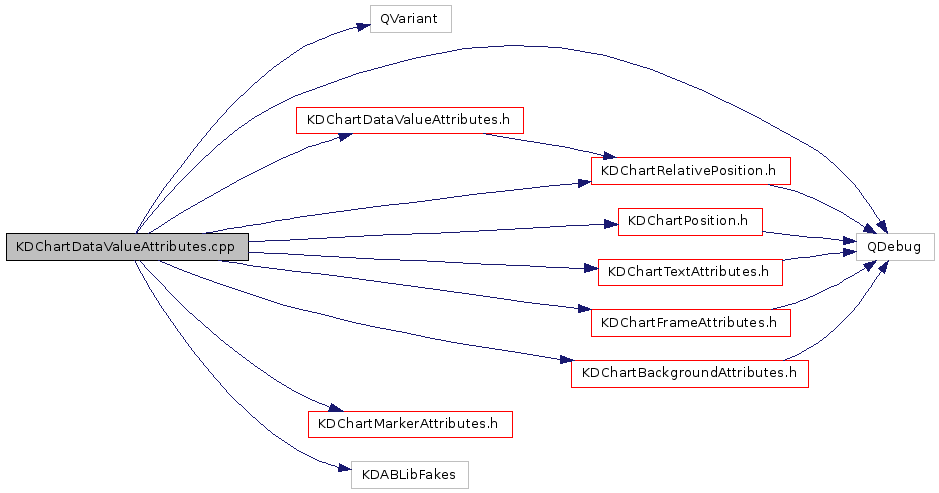 QVariant
KDChartDataValueAttributes.h
KDChartRelativePosition.h
KDChartPosition.h
KDChartDataValueAttributes.cpp
QDebug
KDChartTextAttributes.h
KDChartFrameAttributes.h
KDChartBackgroundAttributes.h
KDChartMarkerAttributes.h
KDABLibFakes